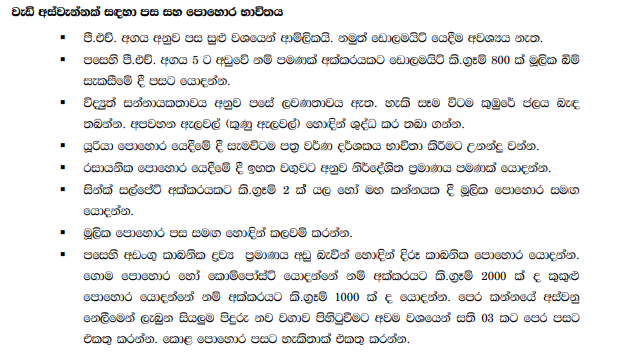 වැඩි අස්වැන්නක් සඳහා පස සහ පොහොර භාවිතය
▪ පී.එච්. අගය අනුව පස සුළු වශයෙන් ආම්ලිකයි. නමුත් ඩොලමයිට් යෙදීම අවශ්‍යය නැත.
▪ පසෙහි පී.එච්. අගය 5 ට අඩුවේ නම් පමණක් අක්කරයකට ඩොලමයිට් කි.ග්‍රෑම් 800 ක් මූලික බිම්
සැකසීමේ දී පසට යොදන්න.
▪ විද්‍යුත් සන්නායකතාවය අනුව පසේ ලවණතාවය ඇත. හැකි සෑම විටම කුඹුරේ ජලය බැඳ
තබන්න. අපවහන ඇලවල් (කුණු ඇලවල්) හොඳින් ශුද්ධ කර තබා ගන්න.
▪ යූරියා පොහොර යෙදීමේ දී සැමවිටම පත්‍ර වර්ණ දර්ශකය භාවිතා කිරීමට උනන්දු වන්න.
▪ රසායනික පොහොර යෙදීමේ දී ඉහත වගුවට අනුව නිර්දේශිත ප්‍රමාණය පමණක් යොදන්න.
▪ සින්ක් සල්පේට් අක්කරයකට කි.ග්‍රෑම් 2 ක් යල හෝ මහ කන්නයක දී මූලික පොහොර සමඟ
යොදන්න.
▪ මූලික පොහොර පස සමඟ හොඳින් කලවම් කරන්න.
▪ පසෙහි අඩංගු කාබනික ද්‍රව්‍ය ප්‍රමාණය අඩු බැවින් හොඳින් දිරූ කාබනික පොහොර යොදන්න.
ගොම පොහොර හෝ කොම්පෝස්ට් යොදන්නේ නම් අක්කරයට කි.ග්‍රෑම් 2000 ක් ද කුකුළු
පොහොර යොදන්නේ නම් අක්කරයට කි.ග්‍රෑම් 1000 ක් ද යොදන්න. පෙර කන්නයේ අස්වනු
නෙලීමෙන් ලැබුන සියලුම පිදුරු නව වගාව පිහිටුවීමට අවම වශයෙන් සති 03 කට පෙර පසට
එකතු කරන්න. කොළ පොහොර පසට හැකිතාක් එකතු කරන්න.